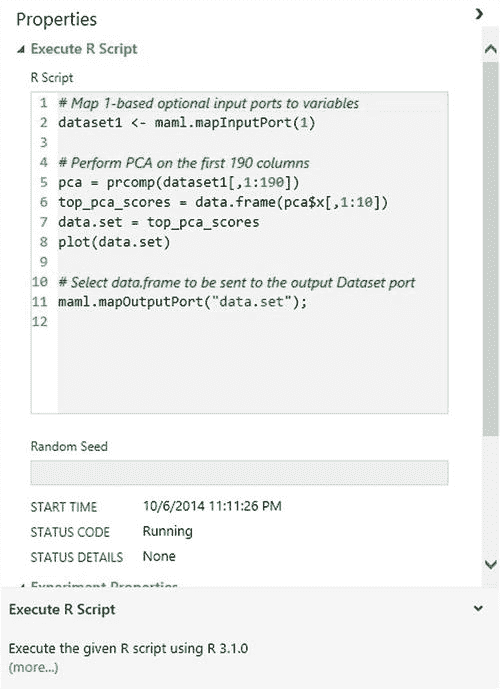 Properties
Execute R Script
R Script
1 # Map 1-based optional input ports to variables
2 dataset1 <- maml.mapInputPort(1)
3
4 # Perform PCA on the first 190 columns
5 pca = prcomp(dataset1[,1:190])
6 top_pca_scores = data.frame(pca$x[,1:10])
7 data.set = top_pca_scores
8 plot(data.set)
9
10 # Select data.frame to be sent to the output Dataset port
11 maml.mapOutputPort("data.set");
12
Random Seed
START TIME 10/6/2014 11:11:26 PM
STATUS CODE Running
STATUS DETAILS None
Experiment Properties
Execute R Script
Execute the given R script using R 3.1.0
(more...)